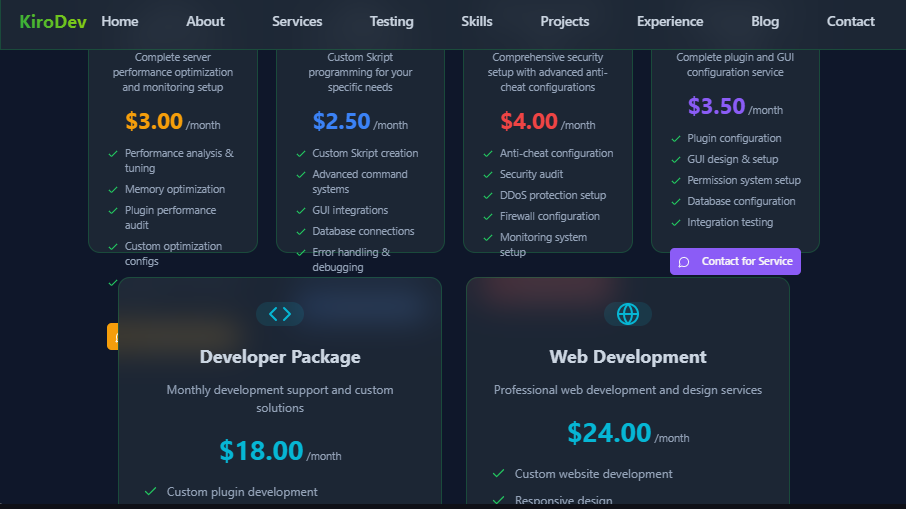 KiroDev Home About Services Testing Skills Projects Experience Blog Contact
Complete server
performance optimization
and monitoring setup
$3.00 /month
Performance analysis &
tuning
Memory optimization
Plugin performance
audit
Custom optimization
configs
Custom Skript
programming for your
specific needs
$2.50 /month
Custom Skript creation
Advanced command
systems
GUI integrations
Database connections
Error handling &
debugging
Comprehensive security
setup with advanced anti-
cheat configurations
$4.00 /month
Anti-cheat configuration
Security audit
DDoS protection setup
Firewall configuration
Monitoring system
setup
Complete plugin and GUI
configuration service
$3.50 /month
Plugin configuration
GUI design & setup
Permission system setup
Database configuration
Integration testing
Contact for Service
Developer Package
Monthly development support and custom
solutions
$18.00 /month
Custom plugin development
Web Development
Professional web development and design services
$24.00 /month
Custom website development
Responsive design